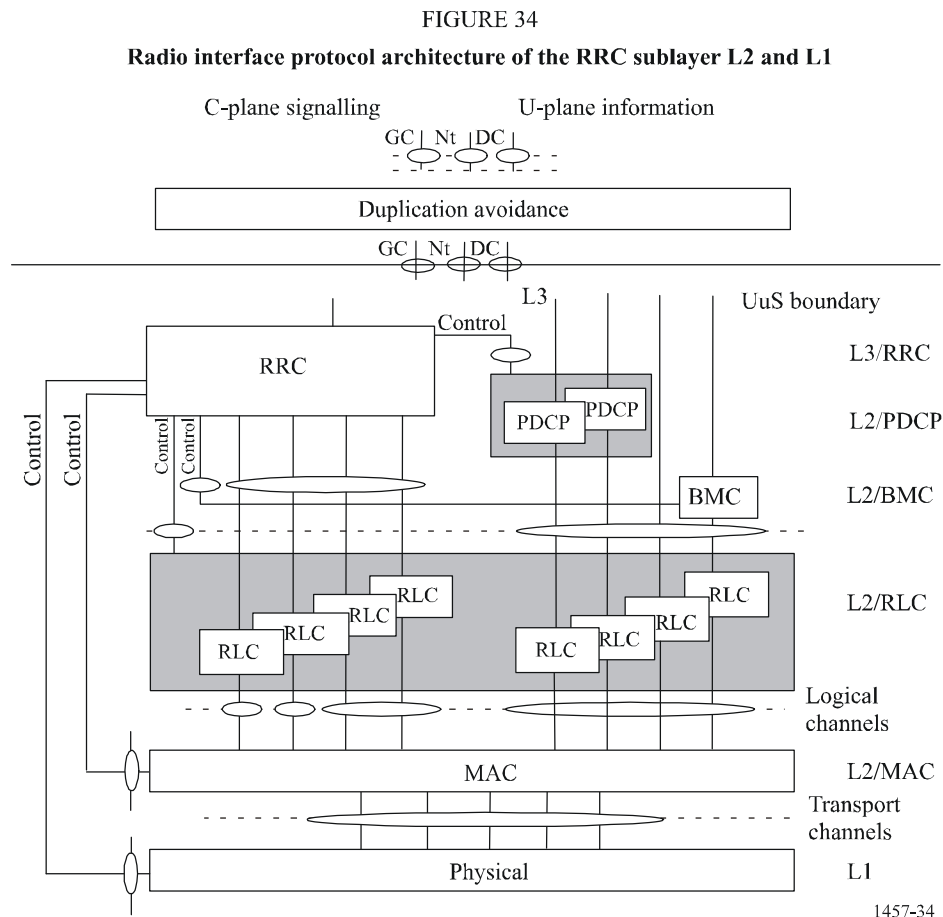 FIGURE 34
Radio interface protocol architecture of the RRC sublayer L2 and L1
C-plane signalling
U-plane information
GC Nt DC
Duplication avoidance
GC Nt DC
L3
UuS boundary
Control
RRC
L3/RRC
PDCP
PDCP
L2/PDCP
Control
Control
Control
Control
BMC
L2/BMC
RLC
RLC
RLC
RLC
RLC
RLC
RLC
RLC
L2/RLC
Logical
channels
MAC
L2/MAC
Transport
channels
Physical
L1
1457-34